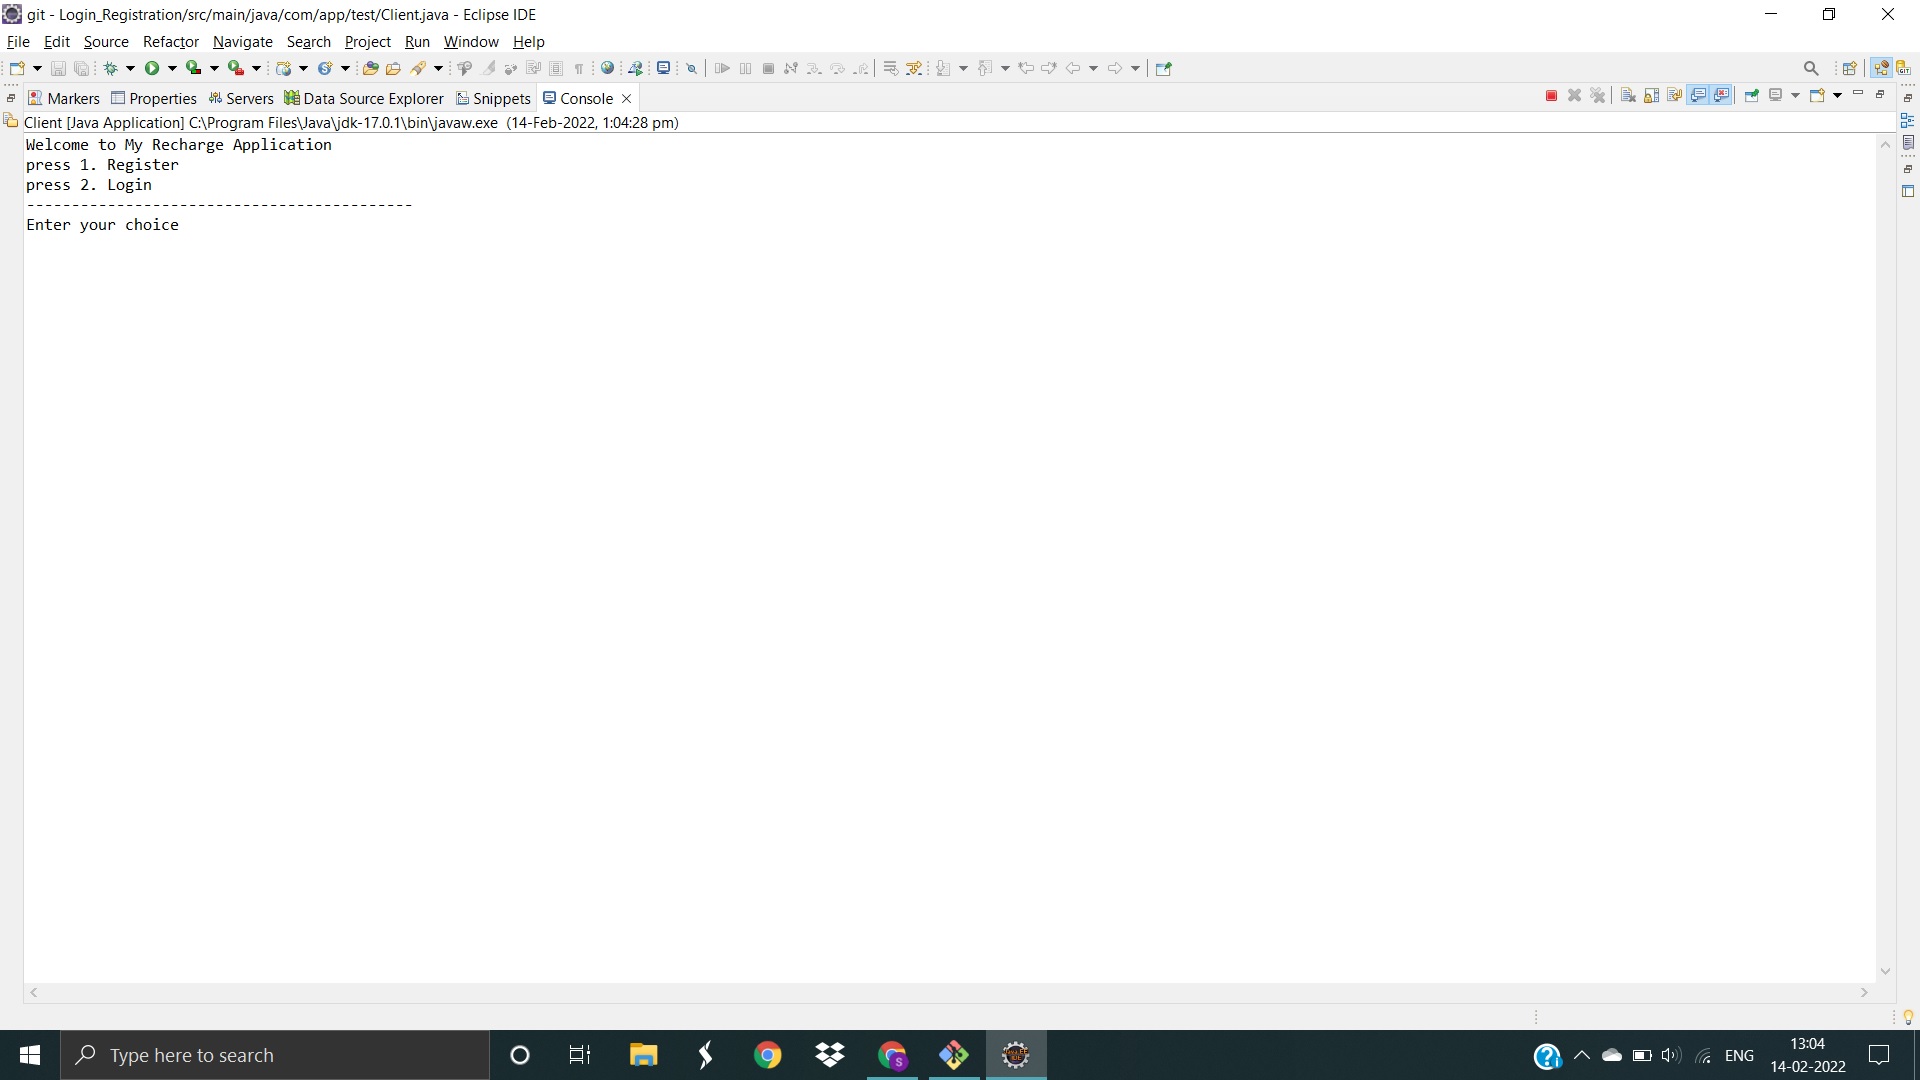 git - Login_Registration/src/main/java/com/app/test/Client.java - Eclipse IDE
File Edit Source Refactor Navigate Search Project Run Window Help
Markers Properties Servers Data Source Explorer Snippets Console
Client [Java Application] C:\Program Files\Java\jdk-17.0.1\bin\javaw.exe (14-Feb-2022, 1:04:28 pm)
Welcome to My Recharge Application
press 1. Register
press 2. Login
-------------------------------------------
Enter your choice
Type here to search
ENG
13:04
14-02-2022